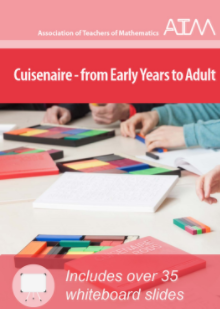 Association of Teachers of Mathematics ATM
Cuisenaire - from Early Years to Adult
Includes over 35
whiteboard slides